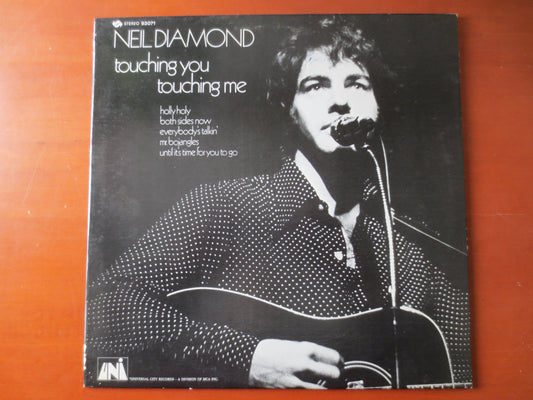 STEREO 93071
NEIL DIAMOND
touching you
touching me
holly holy
both sides now
everybody's talkin'
mr. bojangles
until it's time for you to go
UNI
UNIVERSAL CITY RECORDS - A DIVISION OF MCA INC.